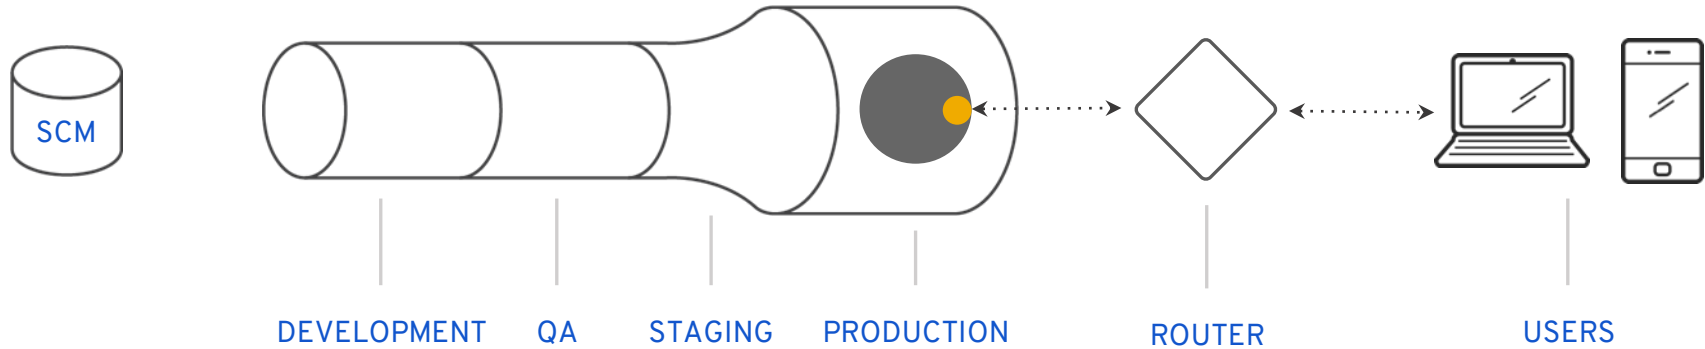 SCM
DEVELOPMENT
QA
STAGING
PRODUCTION
ROUTER
USERS